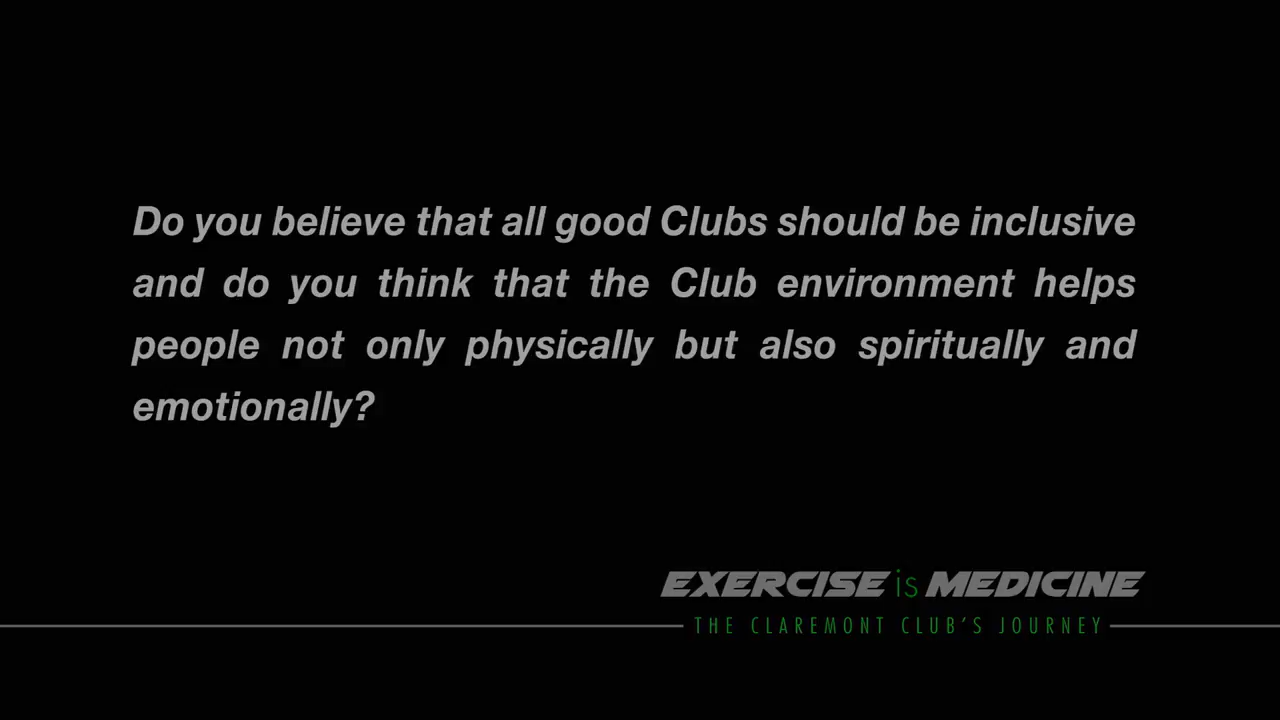 Do you believe that all good Clubs should be inclusive
and do you think that the Club environment helps
people not only physically but also spiritually and
emotionally?
EXERCISE is MEDICINE
THE CLAREMONT CLUB'S JOURNEY